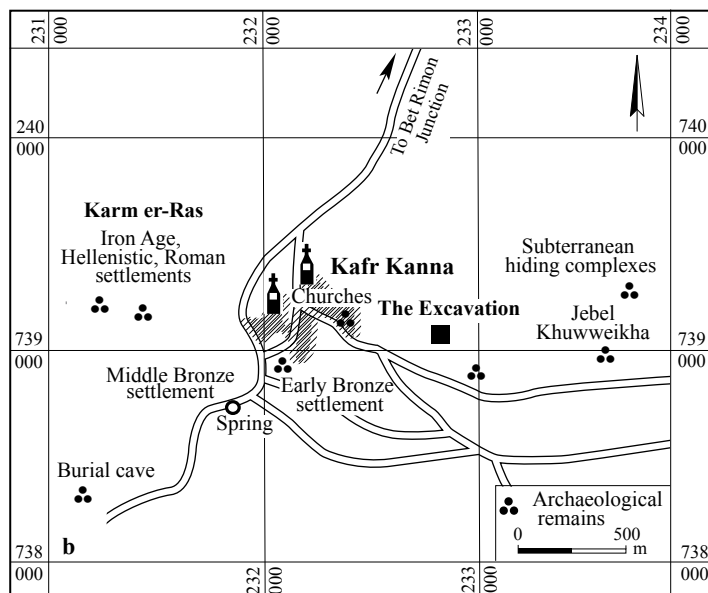 231
000
232
000
233
000
234
000
240
000
740
000
To Bet Rimon
Junction
Karm er-Ras
Iron Age,
Hellenistic, Roman
settlements
Kafr Kanna
Churches
The Excavation
Subterranean
hiding complexes
Jebel
Khuwweikha
739
000
739
000
Middle Bronze
settlement
Early Bronze
settlement
Spring
Burial cave
Archaeological
remains
0
500
m
b
738
000
738
000
232
000
233
000